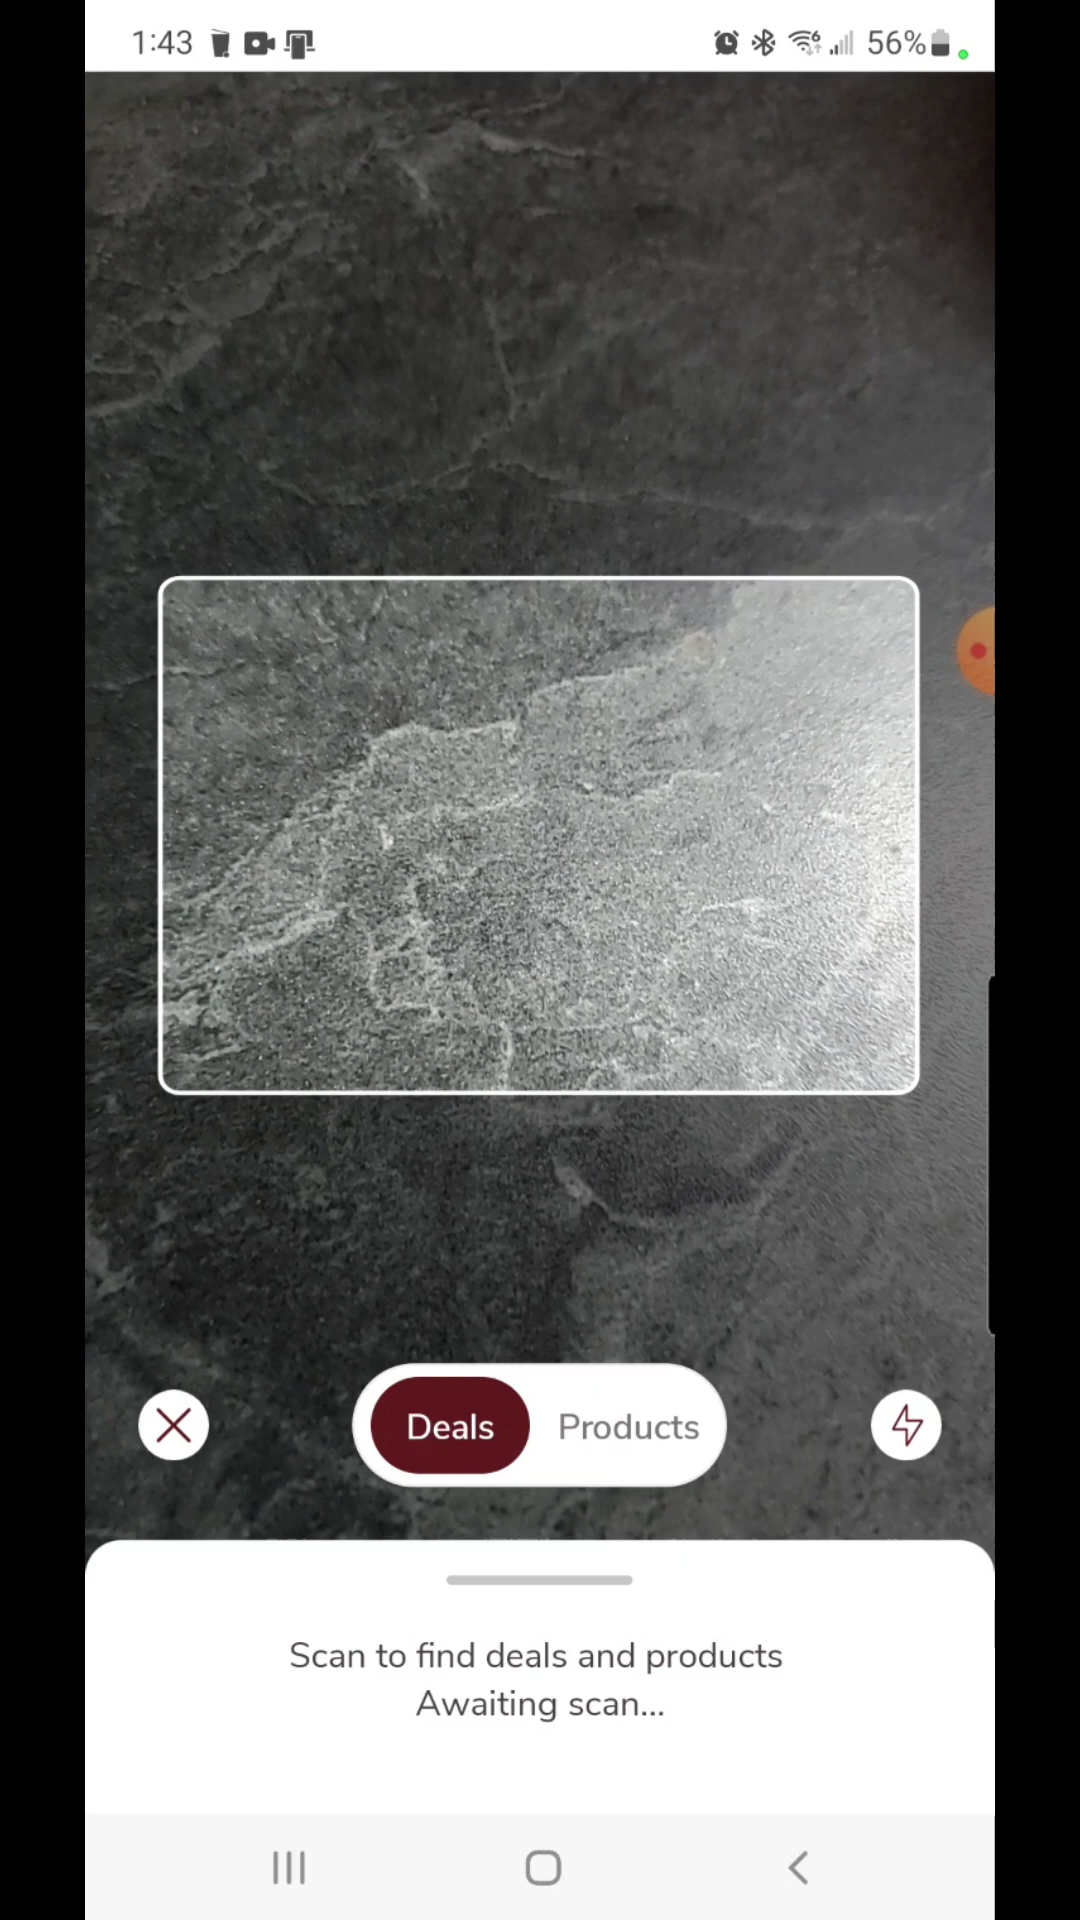 1:43
56%
Deals
Products
Scan to find deals and products
Awaiting scan...